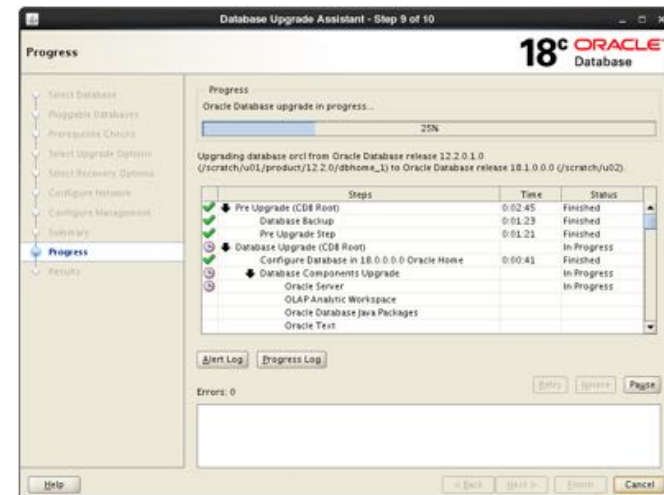 Database Upgrade Assistant - Step 9 of 10
Progress
18c ORACLE
Database
Select Database
Pluggable Databases
Prerequisite Checks
Select Upgrade Options
Select Recovery Options
Configure Network
Configure Management
Summary
Progress
Results
Progress
Oracle Database upgrade in progress...
25%
Upgrading database orcl from Oracle Database release 12.2.0.1.0
(/scratch/u01/product/12.2.0/dbhome_1) to Oracle Database release 18.1.0.0.0 (/scratch/u02).
Steps Time Status
Pre Upgrade (CDB Root) 0:02:45 Finished
Database Backup 0:01:23 Finished
Pre Upgrade Step 0:01:21 Finished
Database Upgrade (CDB Root) In Progress
Configure Database in 18.0.0.0.0 Oracle Home 0:00:41 Finished
Database Components Upgrade In Progress
Oracle Server In Progress
OLAP Analytic Workspace
Oracle Database Java Packages
Oracle Text
Alert Log Progress Log
Retry Ignore Pause
Errors: 0
Help < Back Next > Finish Cancel